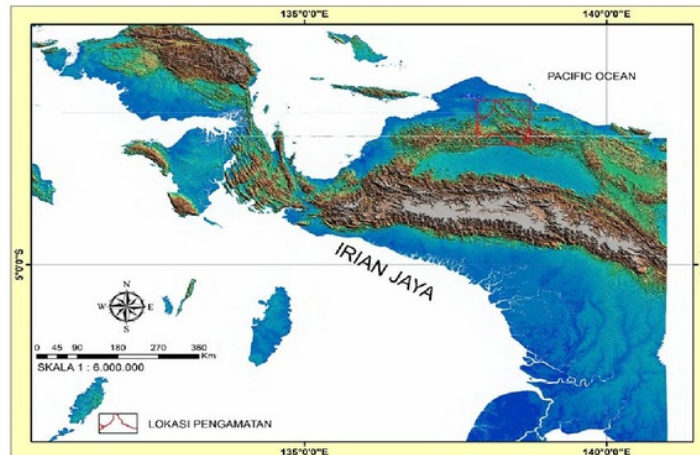 135°0'0"E 140°0'0"E
PACIFIC OCEAN
5°0'0"S
IRIAN JAYA
N
W E
S
0 45 90 180 270 380
Km
SKALA 1 : 6.000.000
LOKASI PENGAMATAN
135°0'0"E 140°0'0"E